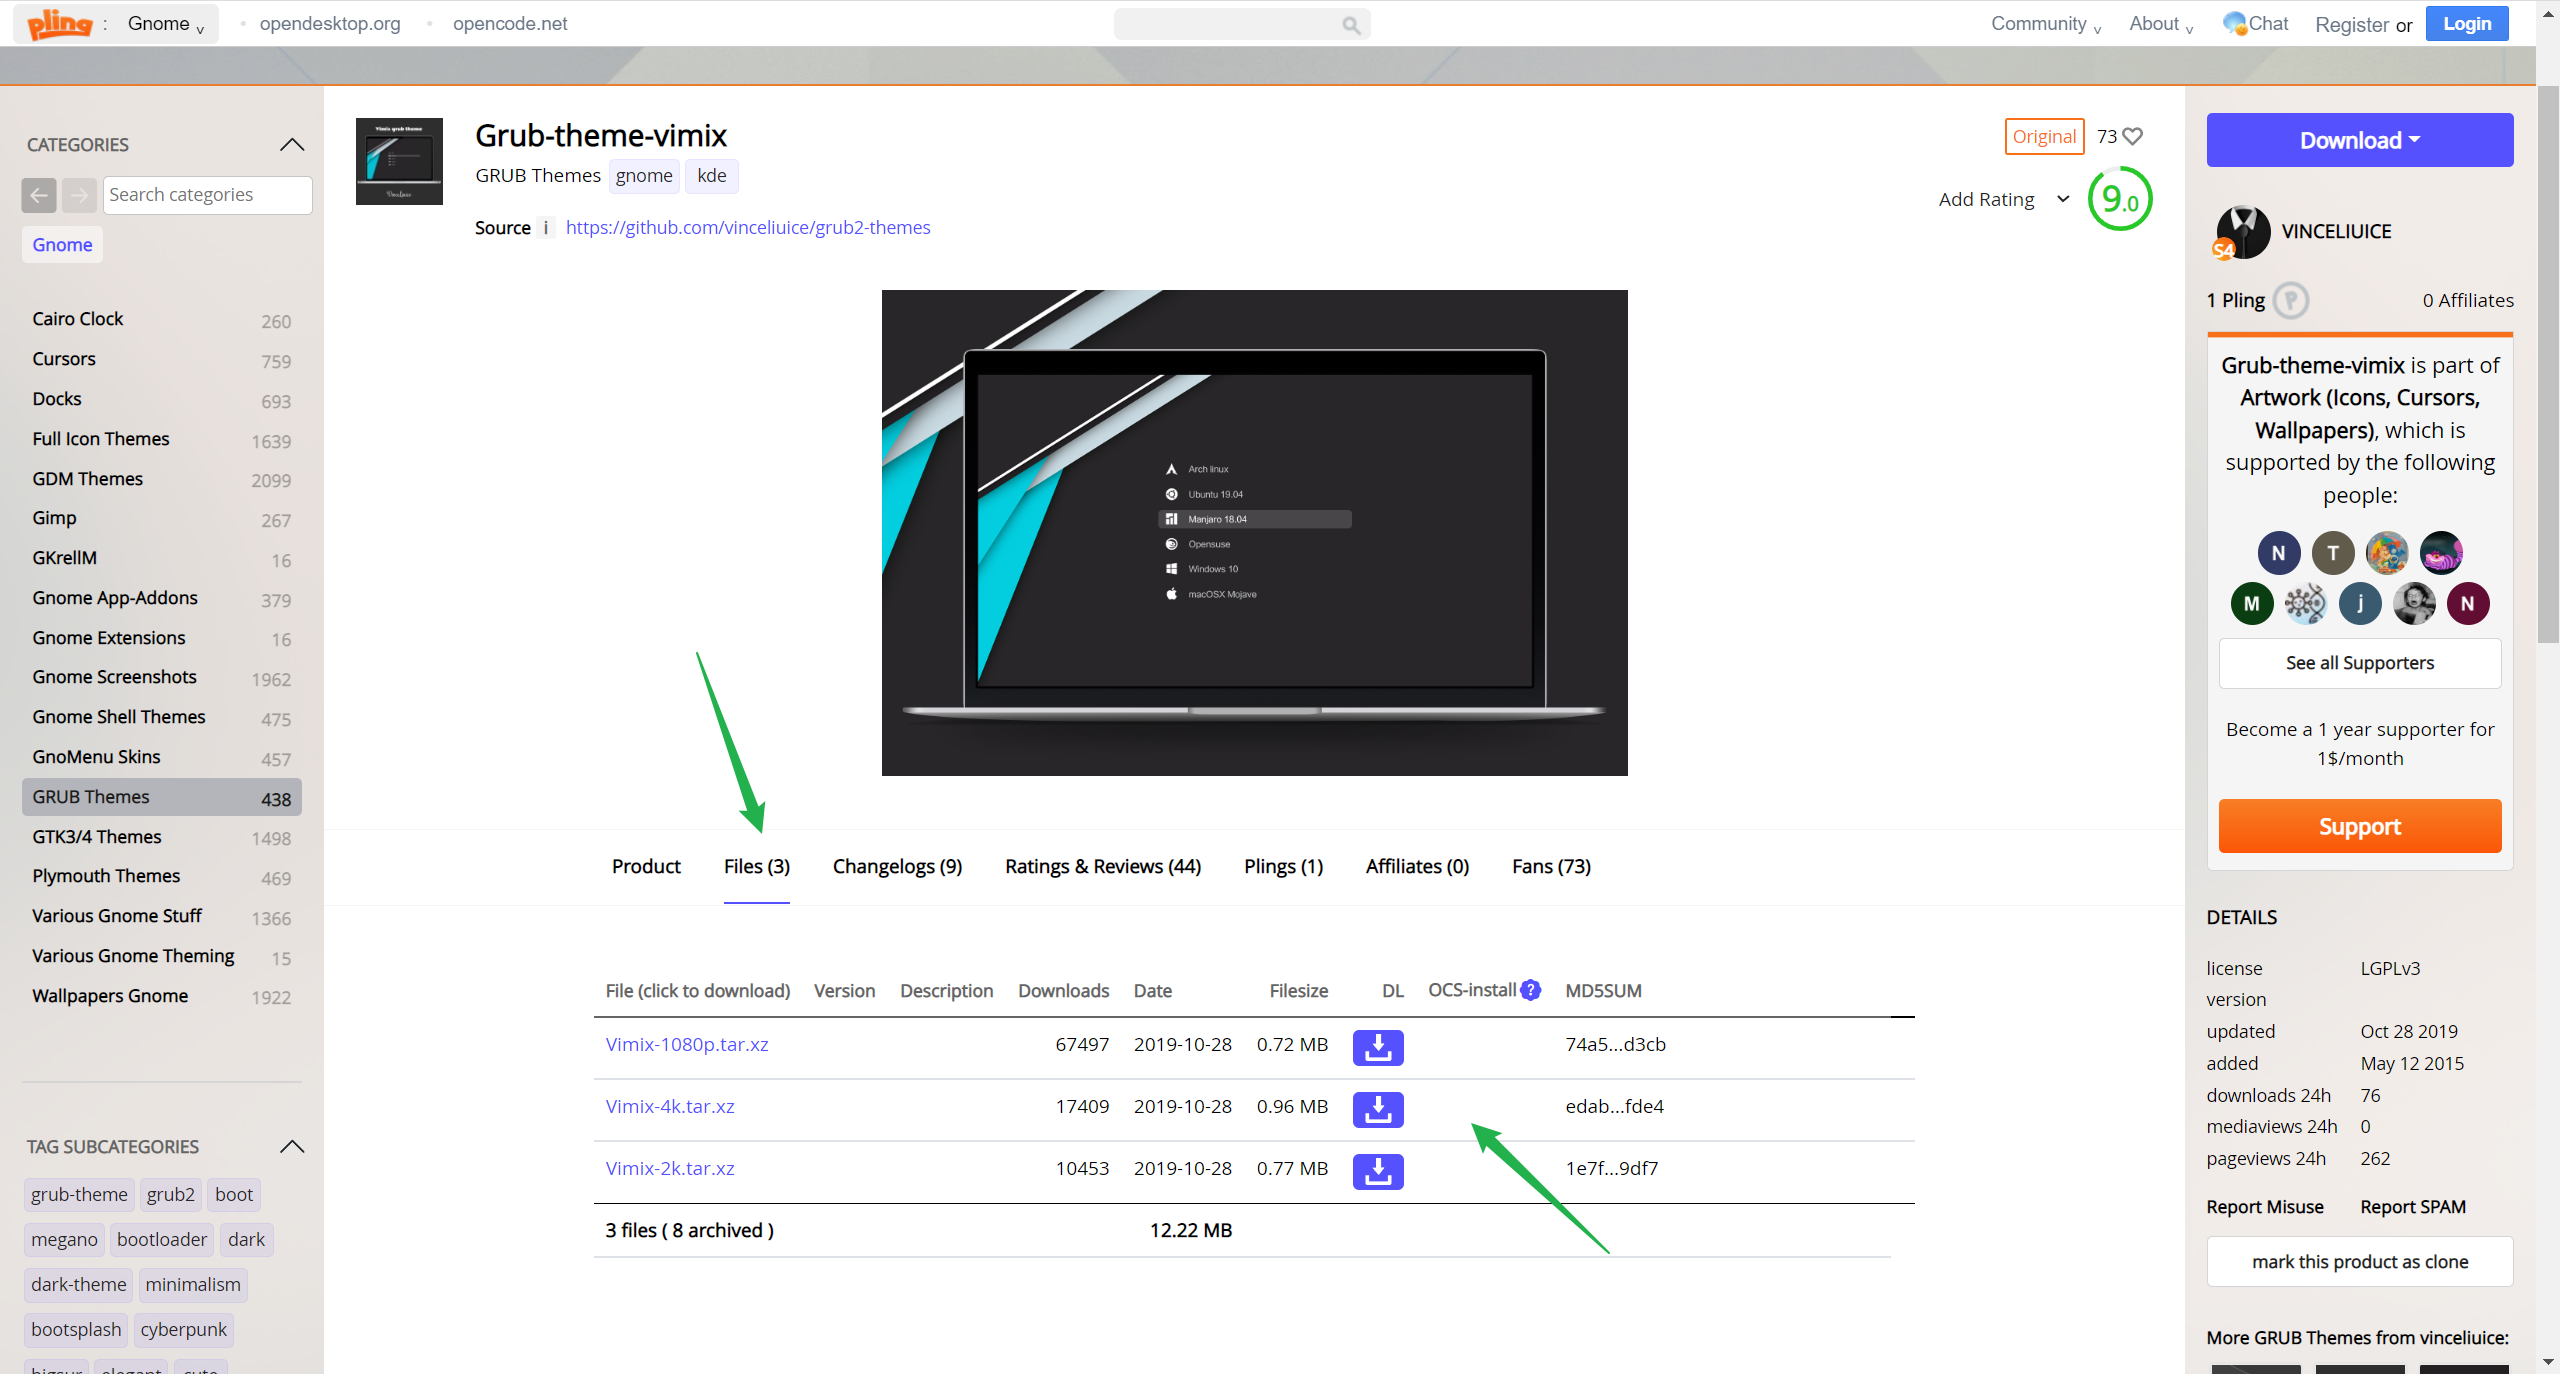 pling : Gnome v
opendesktop.org
opencode.net
Community v
About v
Chat
Register or
Login
CATEGORIES
Search categories
Gnome
Cairo Clock 260
Cursors 759
Docks 693
Full Icon Themes 1639
GDM Themes 2099
Gimp 267
GKrellM 16
Gnome App-Addons 379
Gnome Extensions 16
Gnome Screenshots 1962
Gnome Shell Themes 475
GnoMenu Skins 457
GRUB Themes 438
GTK3/4 Themes 1498
Plymouth Themes 469
Various Gnome Stuff 1366
Various Gnome Theming 15
Wallpapers Gnome 1922
TAG SUBCATEGORIES
grub-theme grub2 boot
megano bootloader dark
dark-theme minimalism
bootsplash cyberpunk
bigsur elegant cute
Vimix grub theme
Grub-theme-vimix
GRUB Themes gnome kde
Source i https://github.com/vinceliuice/grub2-themes
Original 73
Add Rating 9.0
Arch linux
Ubuntu 19.04
Manjaro 18.04
Opensuse
Windows 10
macOSX Mojave
Product Files (3) Changelogs (9) Ratings & Reviews (44) Plings (1) Affiliates (0) Fans (73)
File (click to download) Version Description Downloads Date Filesize DL OCS-install ? MD5SUM
Vimix-1080p.tar.xz 67497 2019-10-28 0.72 MB 74a5...d3cb
Vimix-4k.tar.xz 17409 2019-10-28 0.96 MB edab...fde4
Vimix-2k.tar.xz 10453 2019-10-28 0.77 MB 1e7f...9df7
3 files ( 8 archived ) 12.22 MB
Download
S4 VINCELIUICE
1 Pling P 0 Affiliates
Grub-theme-vimix is part of
Artwork (Icons, Cursors,
Wallpapers), which is
supported by the following
people:
N T
M j N
See all Supporters
Become a 1 year supporter for
1$/month
Support
DETAILS
license LGPLv3
version
updated Oct 28 2019
added May 12 2015
downloads 24h 76
mediaviews 24h 0
pageviews 24h 262
Report Misuse Report SPAM
mark this product as clone
More GRUB Themes from vinceliuice: